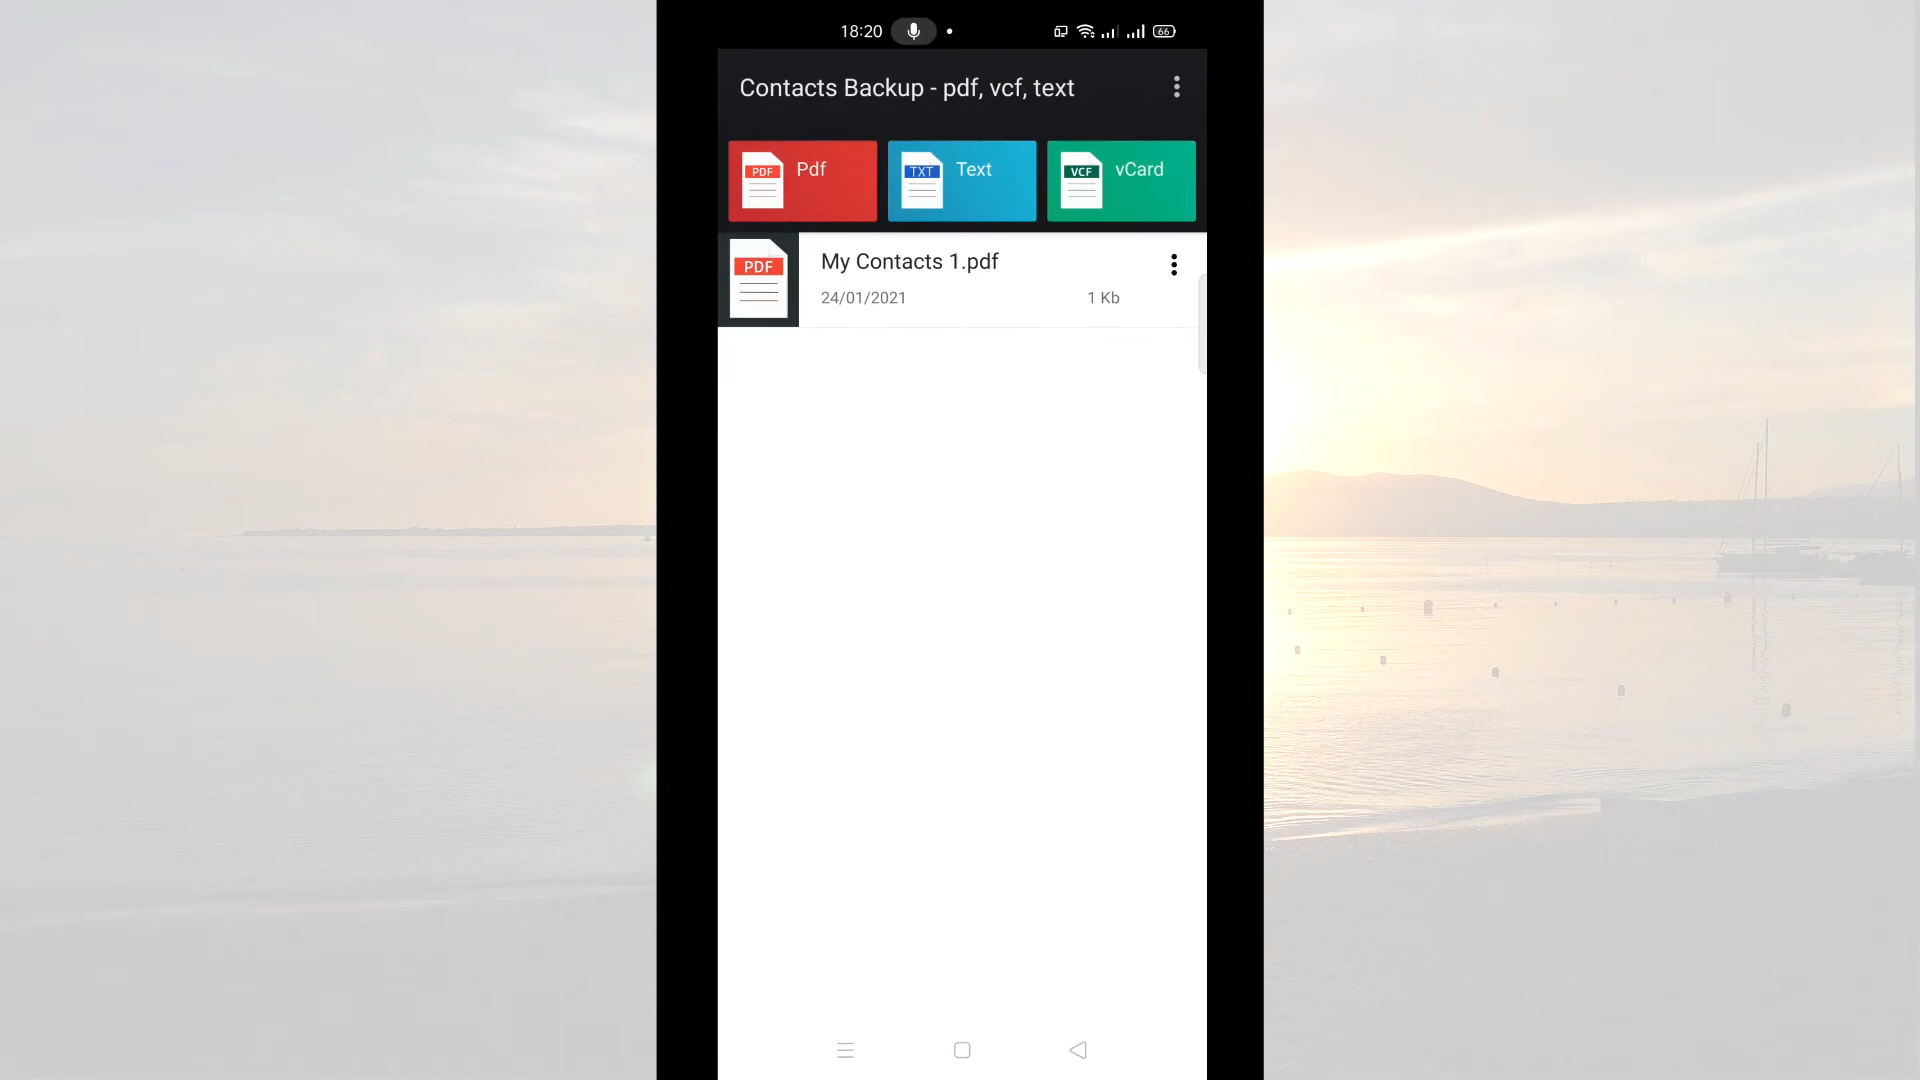 18:20
66
Contacts Backup - pdf, vcf, text
PDF Pdf
TXT Text
VCF vCard
PDF
My Contacts 1.pdf
24/01/2021 1 Kb